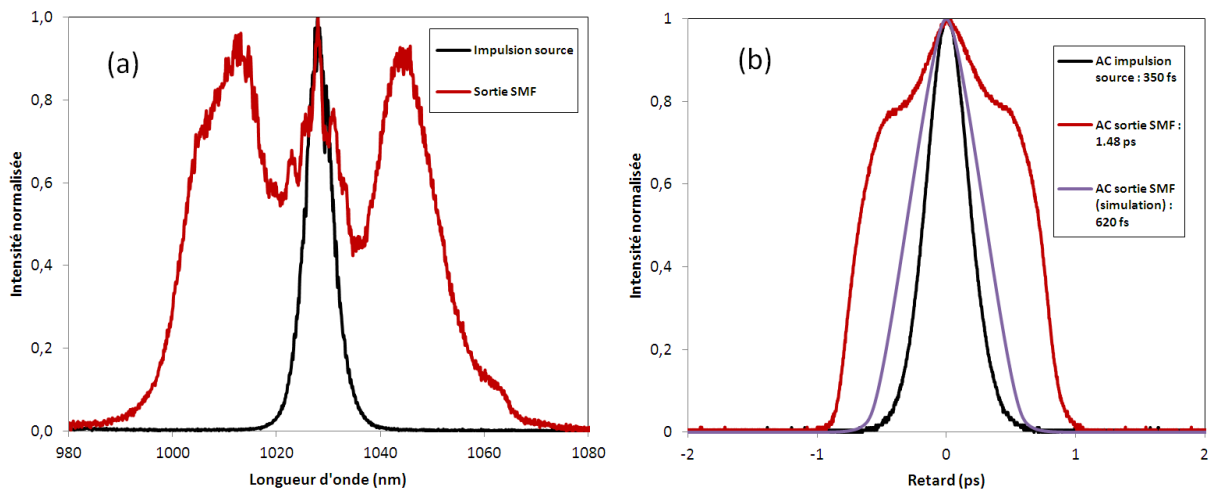 (a)
Intensité normalisée
1,0
0,8
0,6
0,4
0,2
0,0
980
1000
1020
1040
1060
1080
Longueur d'onde (nm)
Impulsion source
Sortie SMF
(b)
Intensité normalisée
1
0,8
0,6
0,4
0,2
0
-2
-1
0
1
2
Retard (ps)
AC impulsion
source : 350 fs
AC sortie SMF :
1.48 ps
AC sortie SMF
(simulation) :
620 fs